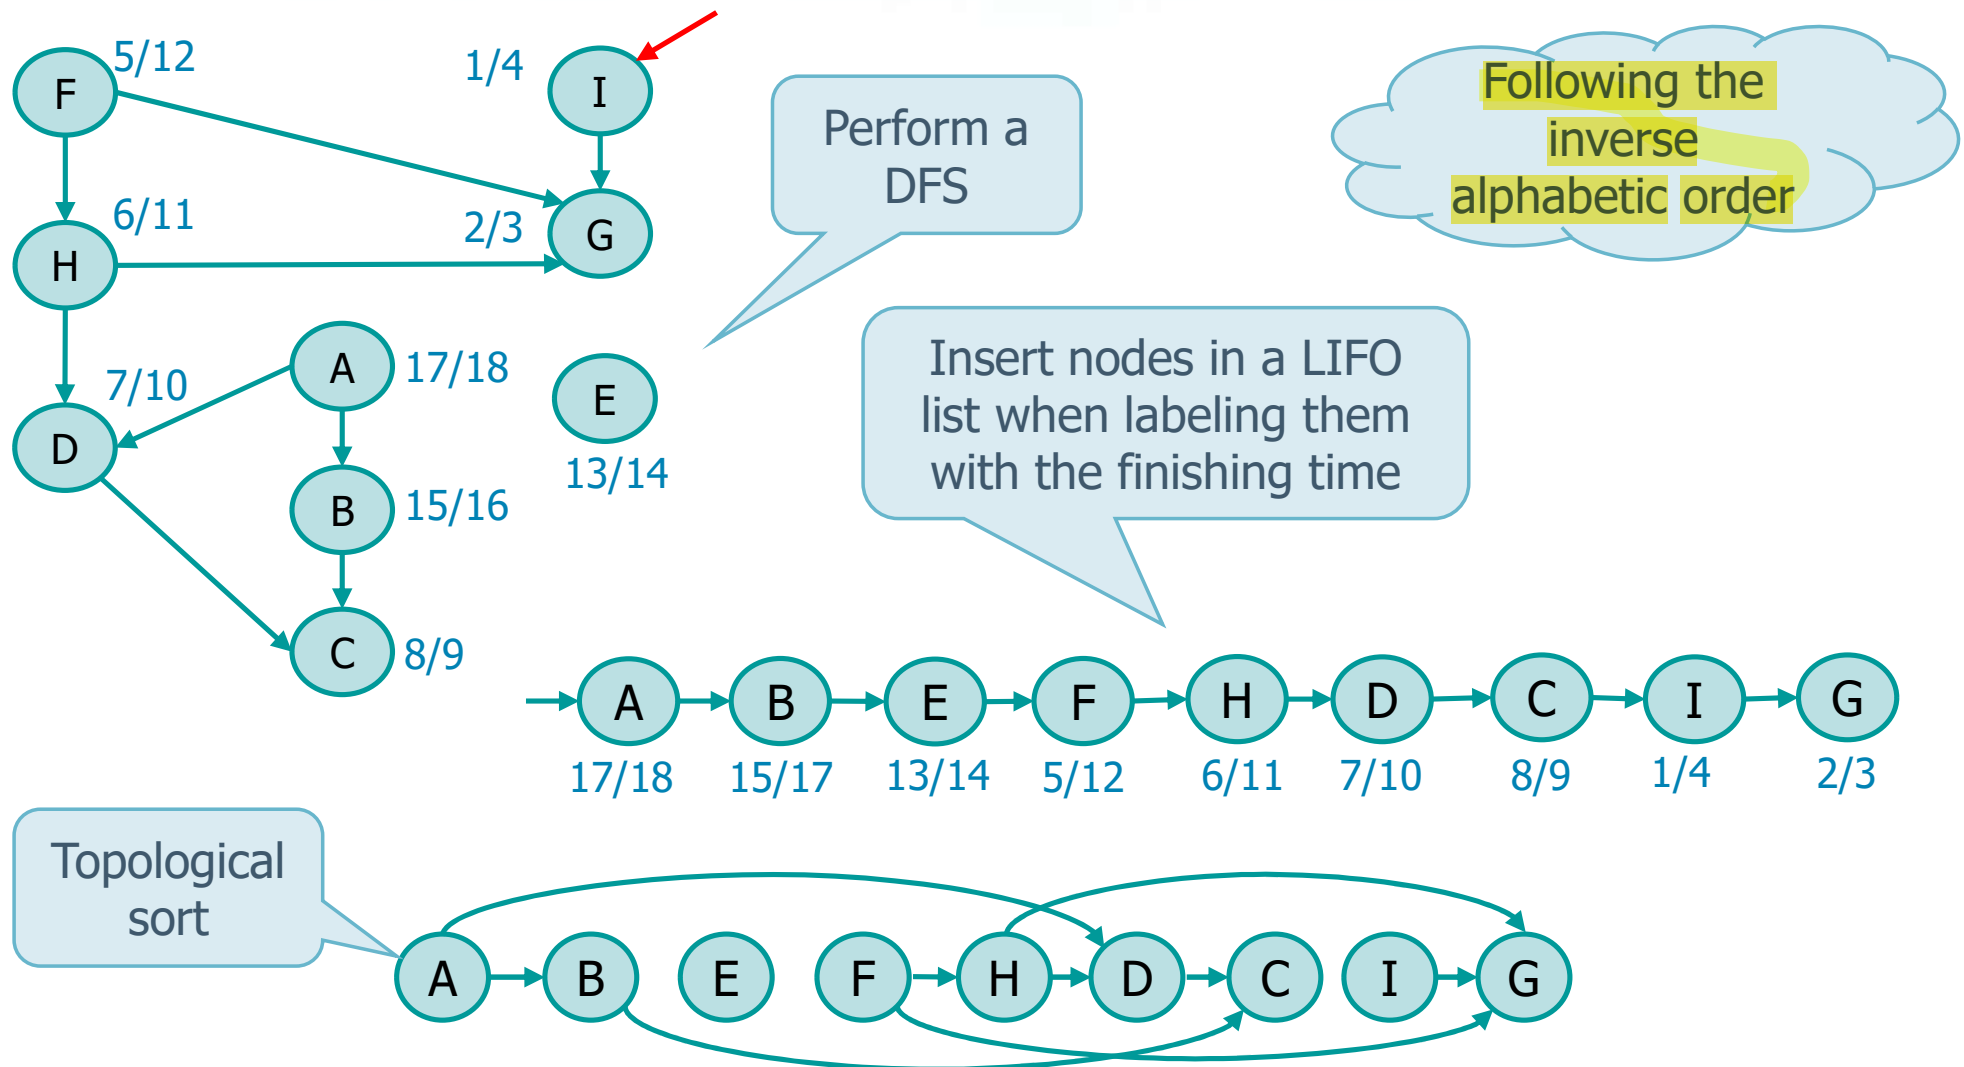 F
5/12
1/4
I
Perform a
DFS
Following the
inverse
alphabetic order
H
6/11
2/3
G
Insert nodes in a LIFO
list when labeling them
with the finishing time
D
7/10
A
17/18
E
13/14
B
15/16
C
8/9
A
B
E
F
H
D
C
I
G
17/18
15/17
13/14
5/12
6/11
7/10
8/9
1/4
2/3
Topological
sort
A
B
E
F
H
D
C
I
G